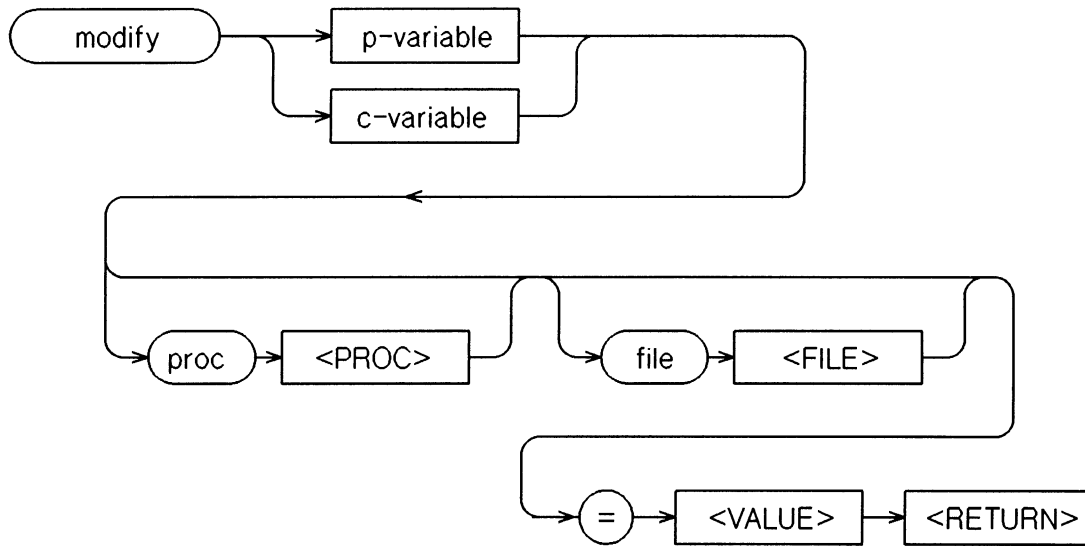 modify
p-variable
c-variable
proc
<PROC>
file
<FILE>
=
<VALUE>
<RETURN>